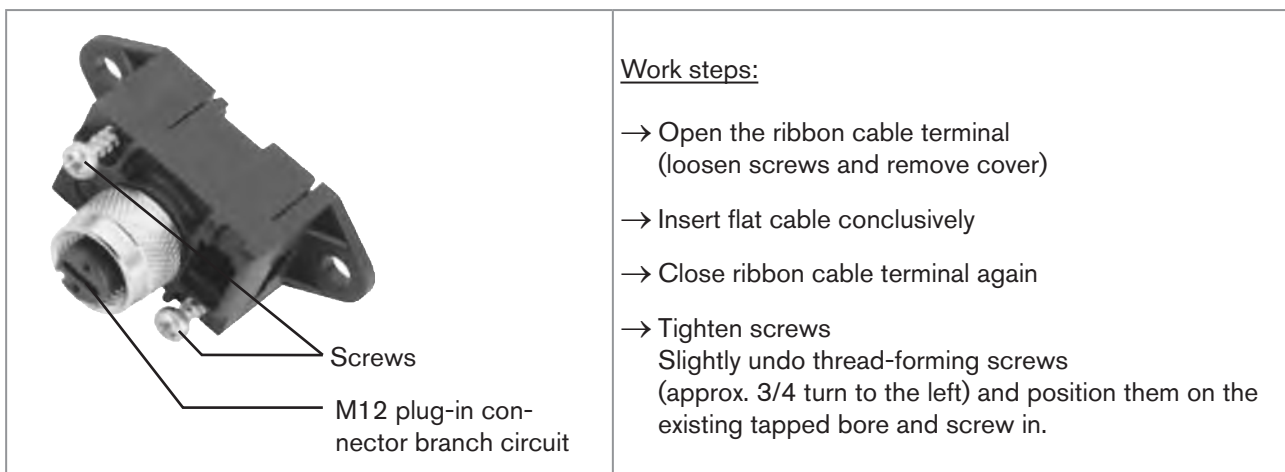 Screws
M12 plug-in con-
nector branch circuit
Work steps:
→ Open the ribbon cable terminal
(loosen screws and remove cover)
→ Insert flat cable conclusively
→ Close ribbon cable terminal again
→ Tighten screws
Slightly undo thread-forming screws
(approx. 3/4 turn to the left) and position them on the
existing tapped bore and screw in.